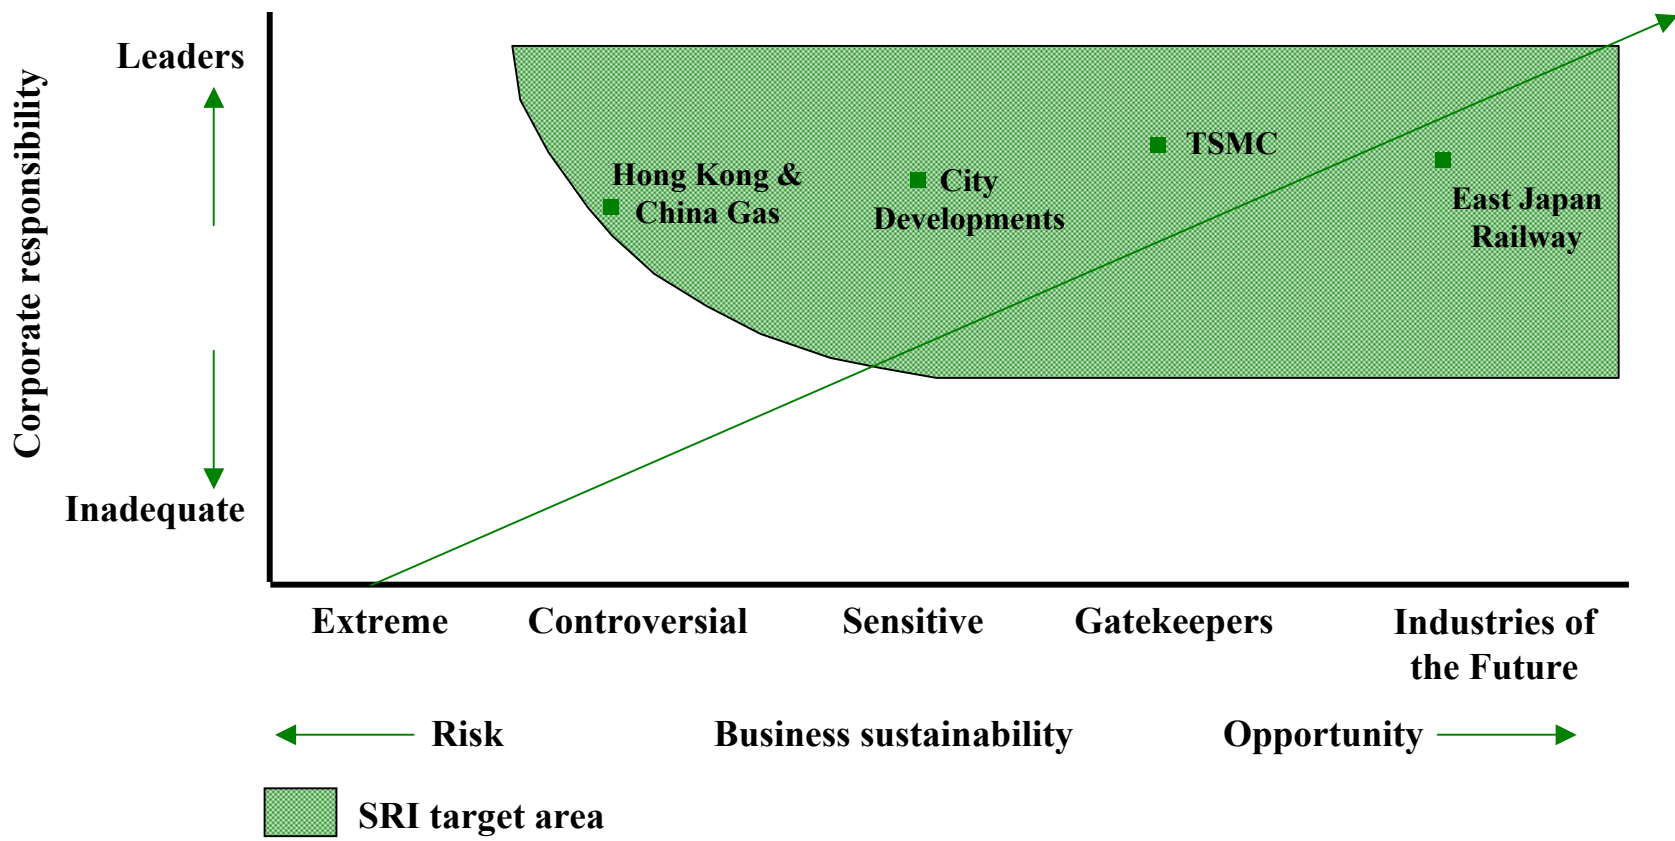 Corporate responsibility
Leaders
Inadequate
Hong Kong &
China Gas
City
Developments
TSMC
East Japan
Railway
Extreme
Controversial
Sensitive
Gatekeepers
Industries of
the Future
Risk
Business sustainability
Opportunity
SRI target area